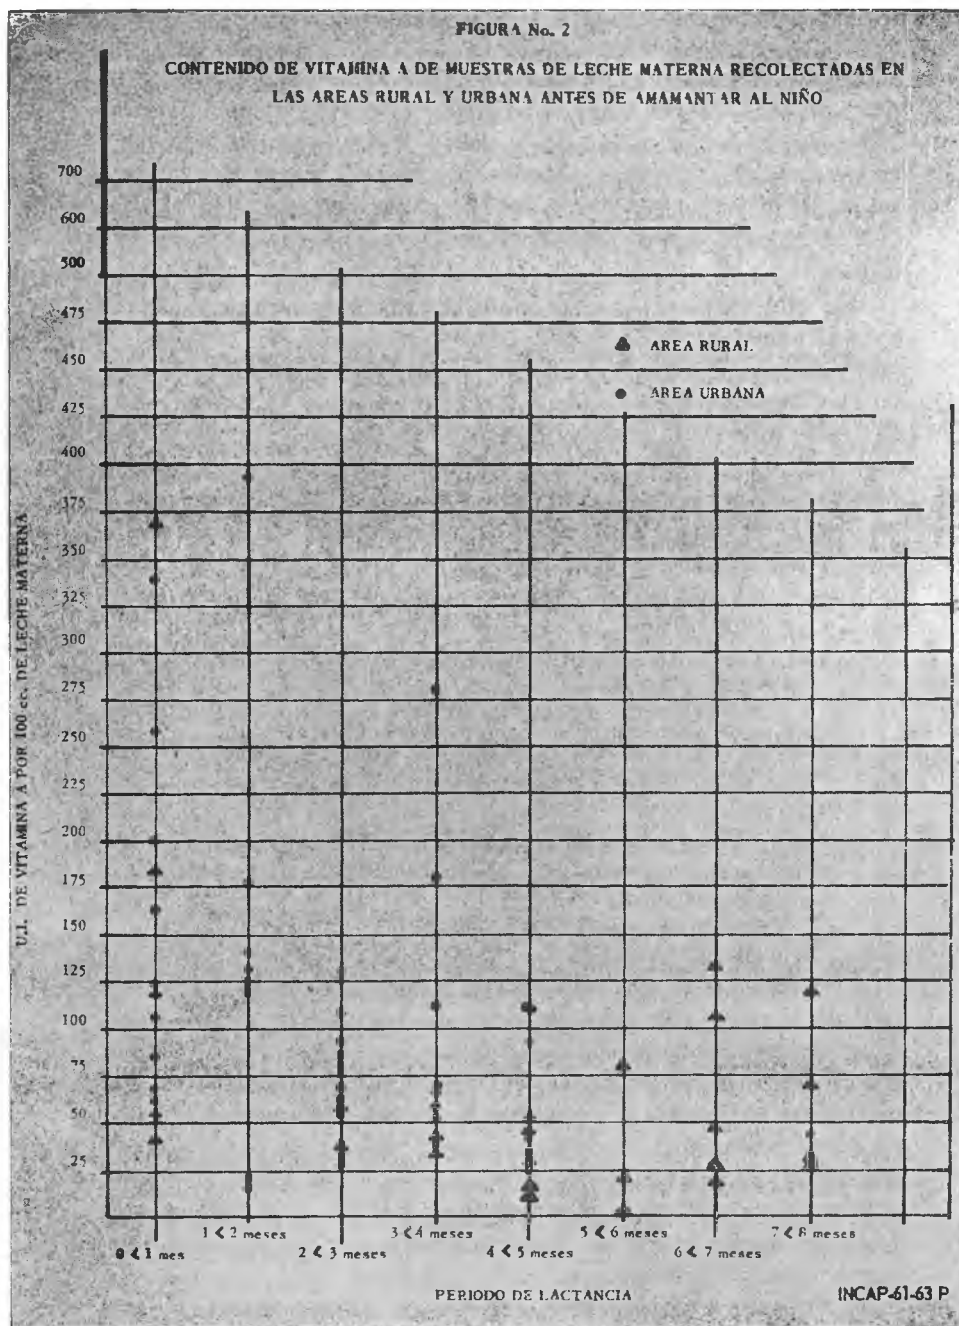 FIGURA No. 2
CONTENIDO DE VITAMINA A DE MUESTRAS DE LECHE MATERNA RECOLECTADAS EN
LAS AREAS RURAL Y URBANA ANTES DE AMAMANTAR AL NIÑO
700
600
500
475
450
425
400
375
350
325
300
275
250
225
200
175
150
125
100
75
50
25
AREA RURAL
AREA URBANA
U.I. DE VITAMINA A POR 100 cc. DE LECHE MATERNA
0 < 1 mes
1 < 2 meses
2 < 3 meses
3 < 4 meses
4 < 5 meses
5 < 6 meses
6 < 7 meses
7 < 8 meses
PERIODO DE LACTANCIA
INCAP-61-63 P